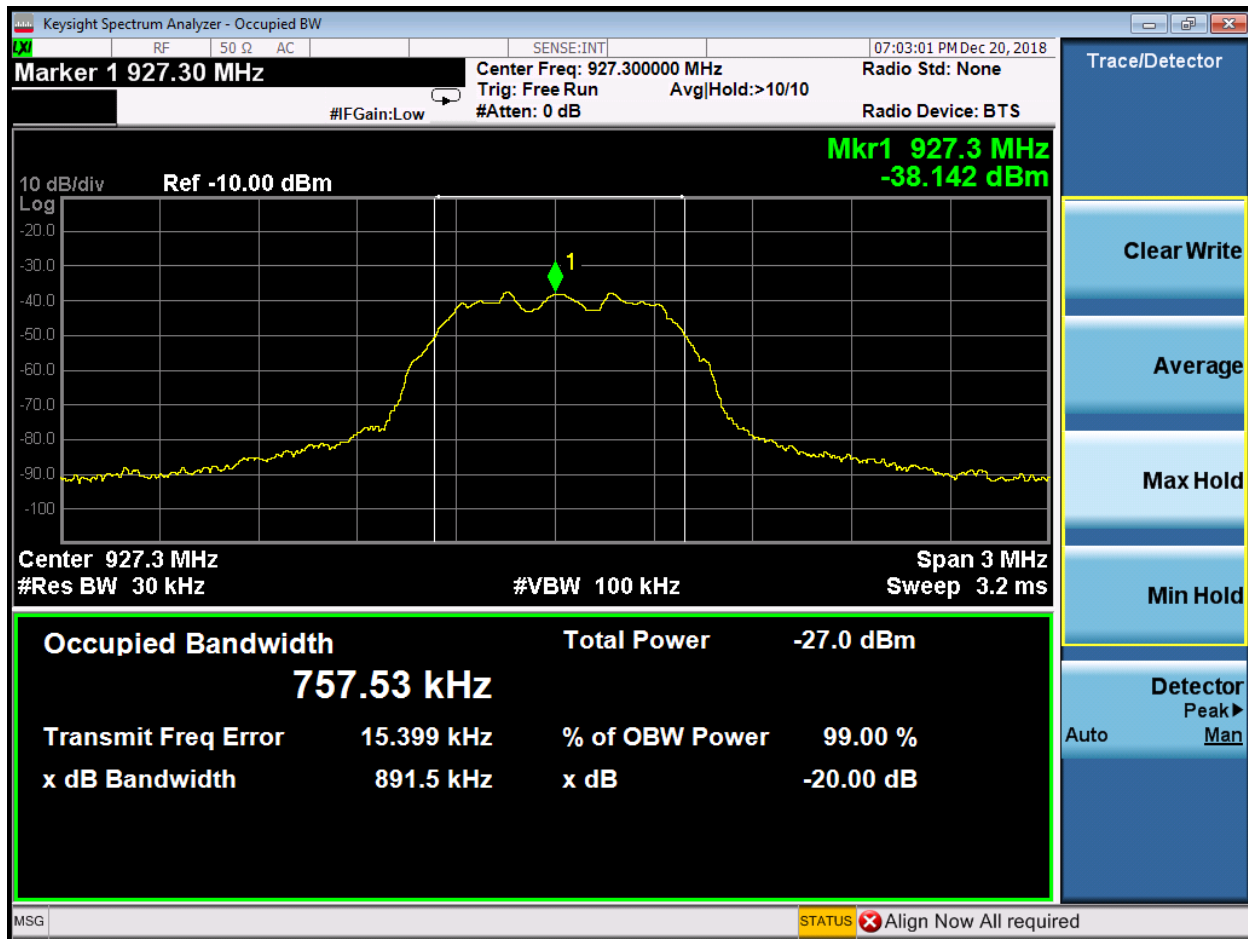 Keysight Spectrum Analyzer - Occupied BW
LXI RF 50 Ω AC SENSE:INT 07:03:01 PM Dec 20, 2018
Marker 1 927.30 MHz
Center Freq: 927.300000 MHz Radio Std: None
Trig: Free Run Avg|Hold:>10/10
#IFGain:Low #Atten: 0 dB Radio Device: BTS
Mkr1 927.3 MHz
-38.142 dBm
10 dB/div Ref -10.00 dBm
Log
-20.0
-30.0
1
-40.0
-50.0
-60.0
-70.0
-80.0
-90.0
-100
Center 927.3 MHz Span 3 MHz
#Res BW 30 kHz #VBW 100 kHz Sweep 3.2 ms
Occupied Bandwidth Total Power -27.0 dBm
757.53 kHz
Transmit Freq Error 15.399 kHz % of OBW Power 99.00 %
x dB Bandwidth 891.5 kHz x dB -20.00 dB
Trace/Detector
Clear Write
Average
Max Hold
Min Hold
Detector
Peak▶
Auto Man
MSG STATUS Align Now All required